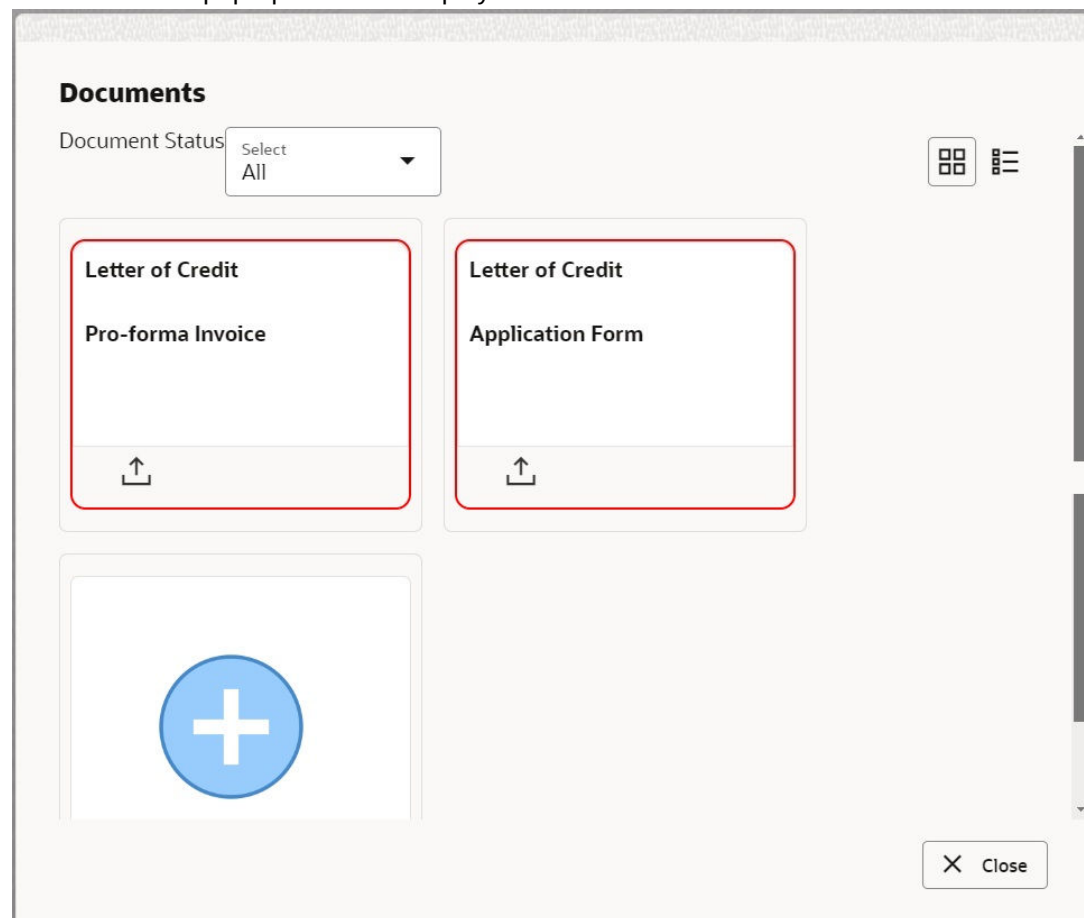 Documents
Document Status
Select
All
Letter of Credit
Pro-forma Invoice
Letter of Credit
Application Form
Close